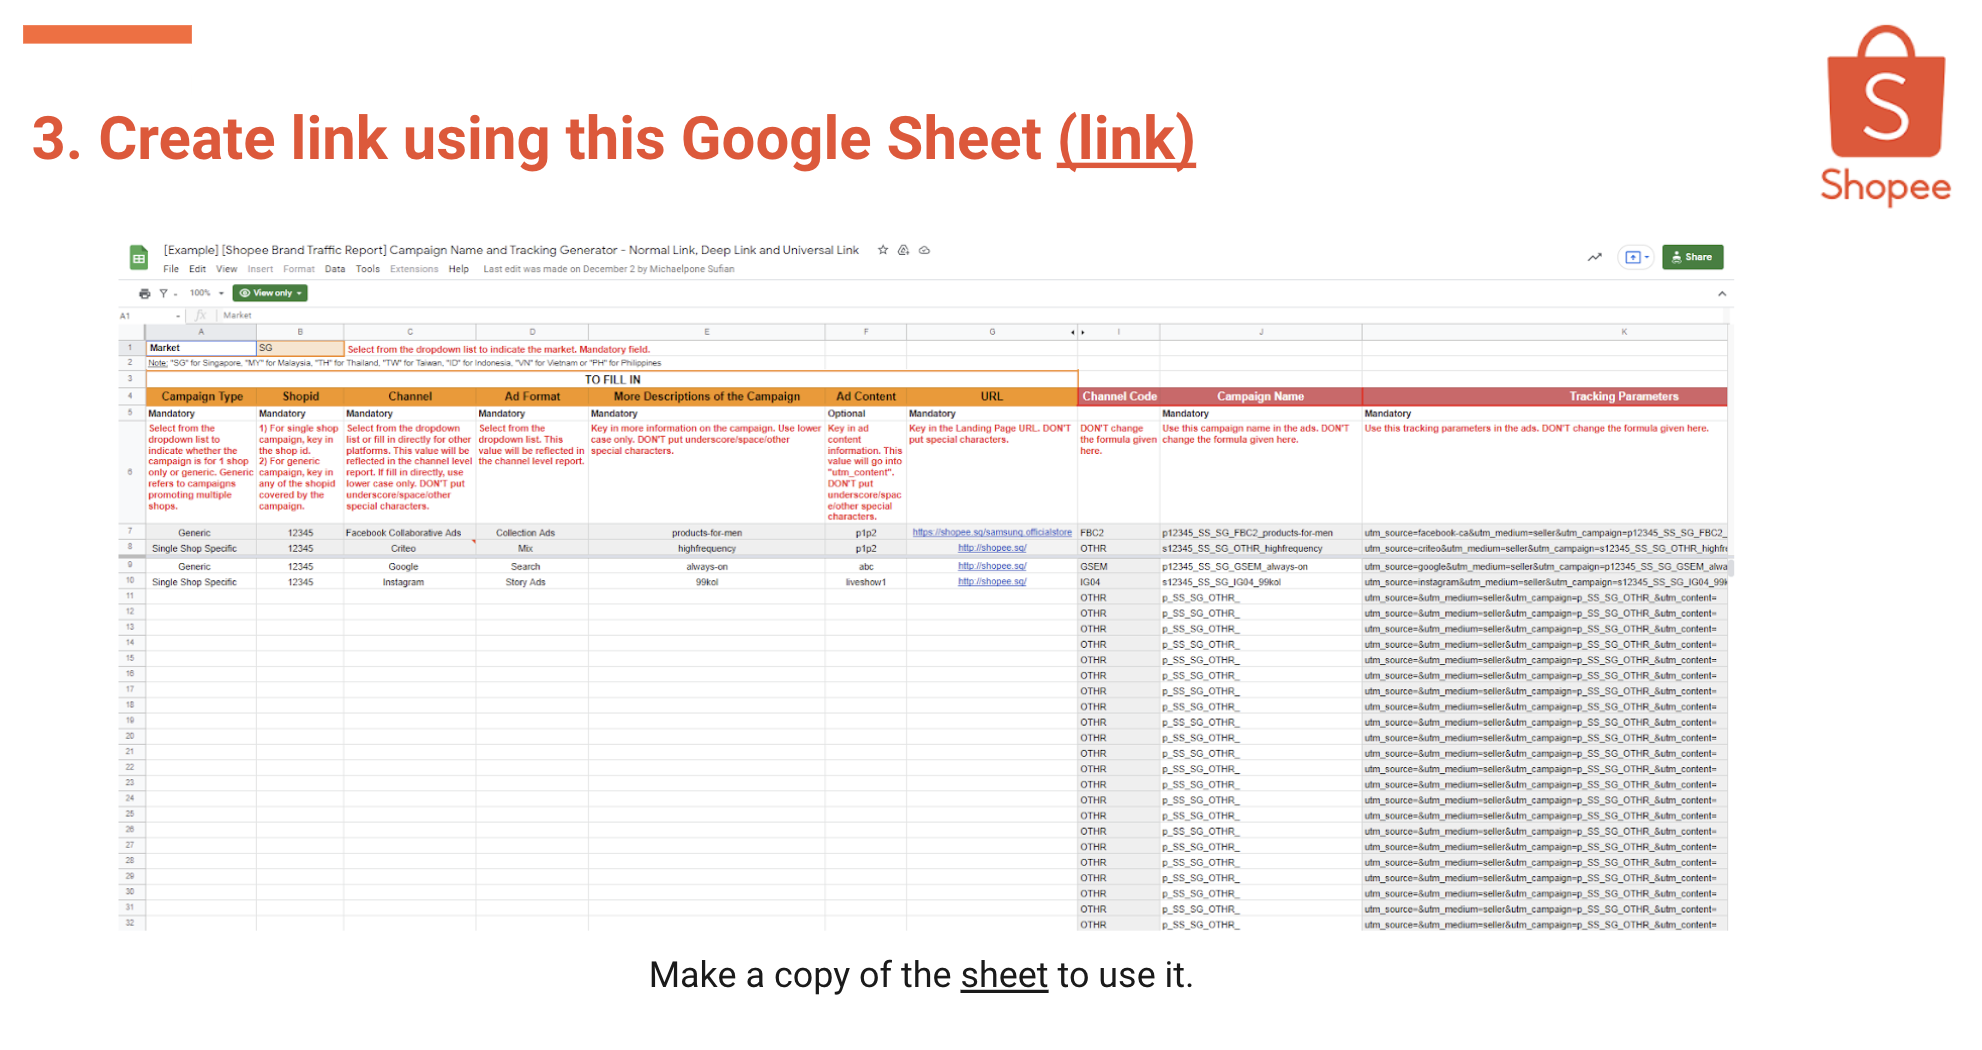 3. Create link using this Google Sheet (link)
S
Shopee
[Example] [Shopee Brand Traffic Report] Campaign Name and Tracking Generator - Normal Link, Deep Link and Universal Link
File Edit View Insert Format Data Tools Extensions Help Last edit was made on December 2 by Michaelpone Sufian
Share
100% View only
A1 fx Market
A B C D E F G I J K
1 Market SG Select from the dropdown list to indicate the market. Mandatory field.
2 Note: "SG" for Singapore, "MY" for Malaysia, "TH" for Thailand, "TW" for Taiwan, "ID" for Indonesia, "VN" for Vietnam or "PH" for Philippines
3 TO FILL IN
4 Campaign Type Shopid Channel Ad Format More Descriptions of the Campaign Ad Content URL Channel Code Campaign Name Tracking Parameters
5 Mandatory Mandatory Mandatory Mandatory Mandatory Optional Mandatory Mandatory Mandatory
6
Select from the
dropdown list to
indicate whether the
campaign is for 1 shop
only or generic. Generic
refers to campaigns
promoting multiple
shops.
1) For single shop
campaign, key in
the shop id.
2) For generic
campaign, key in
any of the shopid
covered by the
campaign.
Select from the dropdown
list or fill in directly for other
platforms. This value will be
reflected in the channel level
report. If fill in directly, use
lower case only. DON'T put
underscore/space/other
special characters.
Select from the
dropdown list. This
value will be reflected in
the channel level report.
Key in more information on the campaign. Use lower
case only. DON'T put underscore/space/other
special characters.
Key in ad
content
information. This
value will go into
"utm_content".
DON'T put
underscore/spac
e/other special
characters.
Key in the Landing Page URL. DON'T
put special characters.
DON'T change
the formula given
here.
Use this campaign name in the ads. DON'T
change the formula given here.
Use this tracking parameters in the ads. DON'T change the formula given here.
7 Generic 12345 Facebook Collaborative Ads Collection Ads products-for-men p1p2 https://shopee.sg/samsung.officialstore FBC2 p12345_SS_SG_FBC2_products-for-men utm_source=facebook-ca&utm_medium=seller&utm_campaign=p12345_SS_SG_FBC2_
8 Single Shop Specific 12345 Criteo Mix highfrequency p1p2 http://shopee.sg/ OTHR s12345_SS_SG_OTHR_highfrequency utm_source=criteo&utm_medium=seller&utm_campaign=s12345_SS_SG_OTHR_highfr
9 Generic 12345 Google Search always-on abc http://shopee.sg/ GSEM p12345_SS_SG_GSEM_always-on utm_source=google&utm_medium=seller&utm_campaign=p12345_SS_SG_GSEM_alwa
10 Single Shop Specific 12345 Instagram Story Ads 99kol liveshow1 http://shopee.sg/ IG04 s12345_SS_SG_IG04_99kol utm_source=instagram&utm_medium=seller&utm_campaign=s12345_SS_SG_IG04_99k
11 OTHR p_SS_SG_OTHR_ utm_source=&utm_medium=seller&utm_campaign=p_SS_SG_OTHR_&utm_content=
12 OTHR p_SS_SG_OTHR_ utm_source=&utm_medium=seller&utm_campaign=p_SS_SG_OTHR_&utm_content=
13 OTHR p_SS_SG_OTHR_ utm_source=&utm_medium=seller&utm_campaign=p_SS_SG_OTHR_&utm_content=
14 OTHR p_SS_SG_OTHR_ utm_source=&utm_medium=seller&utm_campaign=p_SS_SG_OTHR_&utm_content=
15 OTHR p_SS_SG_OTHR_ utm_source=&utm_medium=seller&utm_campaign=p_SS_SG_OTHR_&utm_content=
16 OTHR p_SS_SG_OTHR_ utm_source=&utm_medium=seller&utm_campaign=p_SS_SG_OTHR_&utm_content=
17 OTHR p_SS_SG_OTHR_ utm_source=&utm_medium=seller&utm_campaign=p_SS_SG_OTHR_&utm_content=
18 OTHR p_SS_SG_OTHR_ utm_source=&utm_medium=seller&utm_campaign=p_SS_SG_OTHR_&utm_content=
19 OTHR p_SS_SG_OTHR_ utm_source=&utm_medium=seller&utm_campaign=p_SS_SG_OTHR_&utm_content=
20 OTHR p_SS_SG_OTHR_ utm_source=&utm_medium=seller&utm_campaign=p_SS_SG_OTHR_&utm_content=
21 OTHR p_SS_SG_OTHR_ utm_source=&utm_medium=seller&utm_campaign=p_SS_SG_OTHR_&utm_content=
22 OTHR p_SS_SG_OTHR_ utm_source=&utm_medium=seller&utm_campaign=p_SS_SG_OTHR_&utm_content=
23 OTHR p_SS_SG_OTHR_ utm_source=&utm_medium=seller&utm_campaign=p_SS_SG_OTHR_&utm_content=
24 OTHR p_SS_SG_OTHR_ utm_source=&utm_medium=seller&utm_campaign=p_SS_SG_OTHR_&utm_content=
25 OTHR p_SS_SG_OTHR_ utm_source=&utm_medium=seller&utm_campaign=p_SS_SG_OTHR_&utm_content=
26 OTHR p_SS_SG_OTHR_ utm_source=&utm_medium=seller&utm_campaign=p_SS_SG_OTHR_&utm_content=
27 OTHR p_SS_SG_OTHR_ utm_source=&utm_medium=seller&utm_campaign=p_SS_SG_OTHR_&utm_content=
28 OTHR p_SS_SG_OTHR_ utm_source=&utm_medium=seller&utm_campaign=p_SS_SG_OTHR_&utm_content=
29 OTHR p_SS_SG_OTHR_ utm_source=&utm_medium=seller&utm_campaign=p_SS_SG_OTHR_&utm_content=
30 OTHR p_SS_SG_OTHR_ utm_source=&utm_medium=seller&utm_campaign=p_SS_SG_OTHR_&utm_content=
31 OTHR p_SS_SG_OTHR_ utm_source=&utm_medium=seller&utm_campaign=p_SS_SG_OTHR_&utm_content=
32 OTHR p_SS_SG_OTHR_ utm_source=&utm_medium=seller&utm_campaign=p_SS_SG_OTHR_&utm_content=
Make a copy of the sheet to use it.